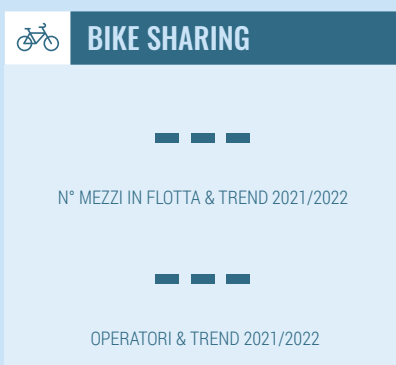 BIKE SHARING
---
N° MEZZI IN FLOTTA & TREND 2021/2022
---
OPERATORI & TREND 2021/2022